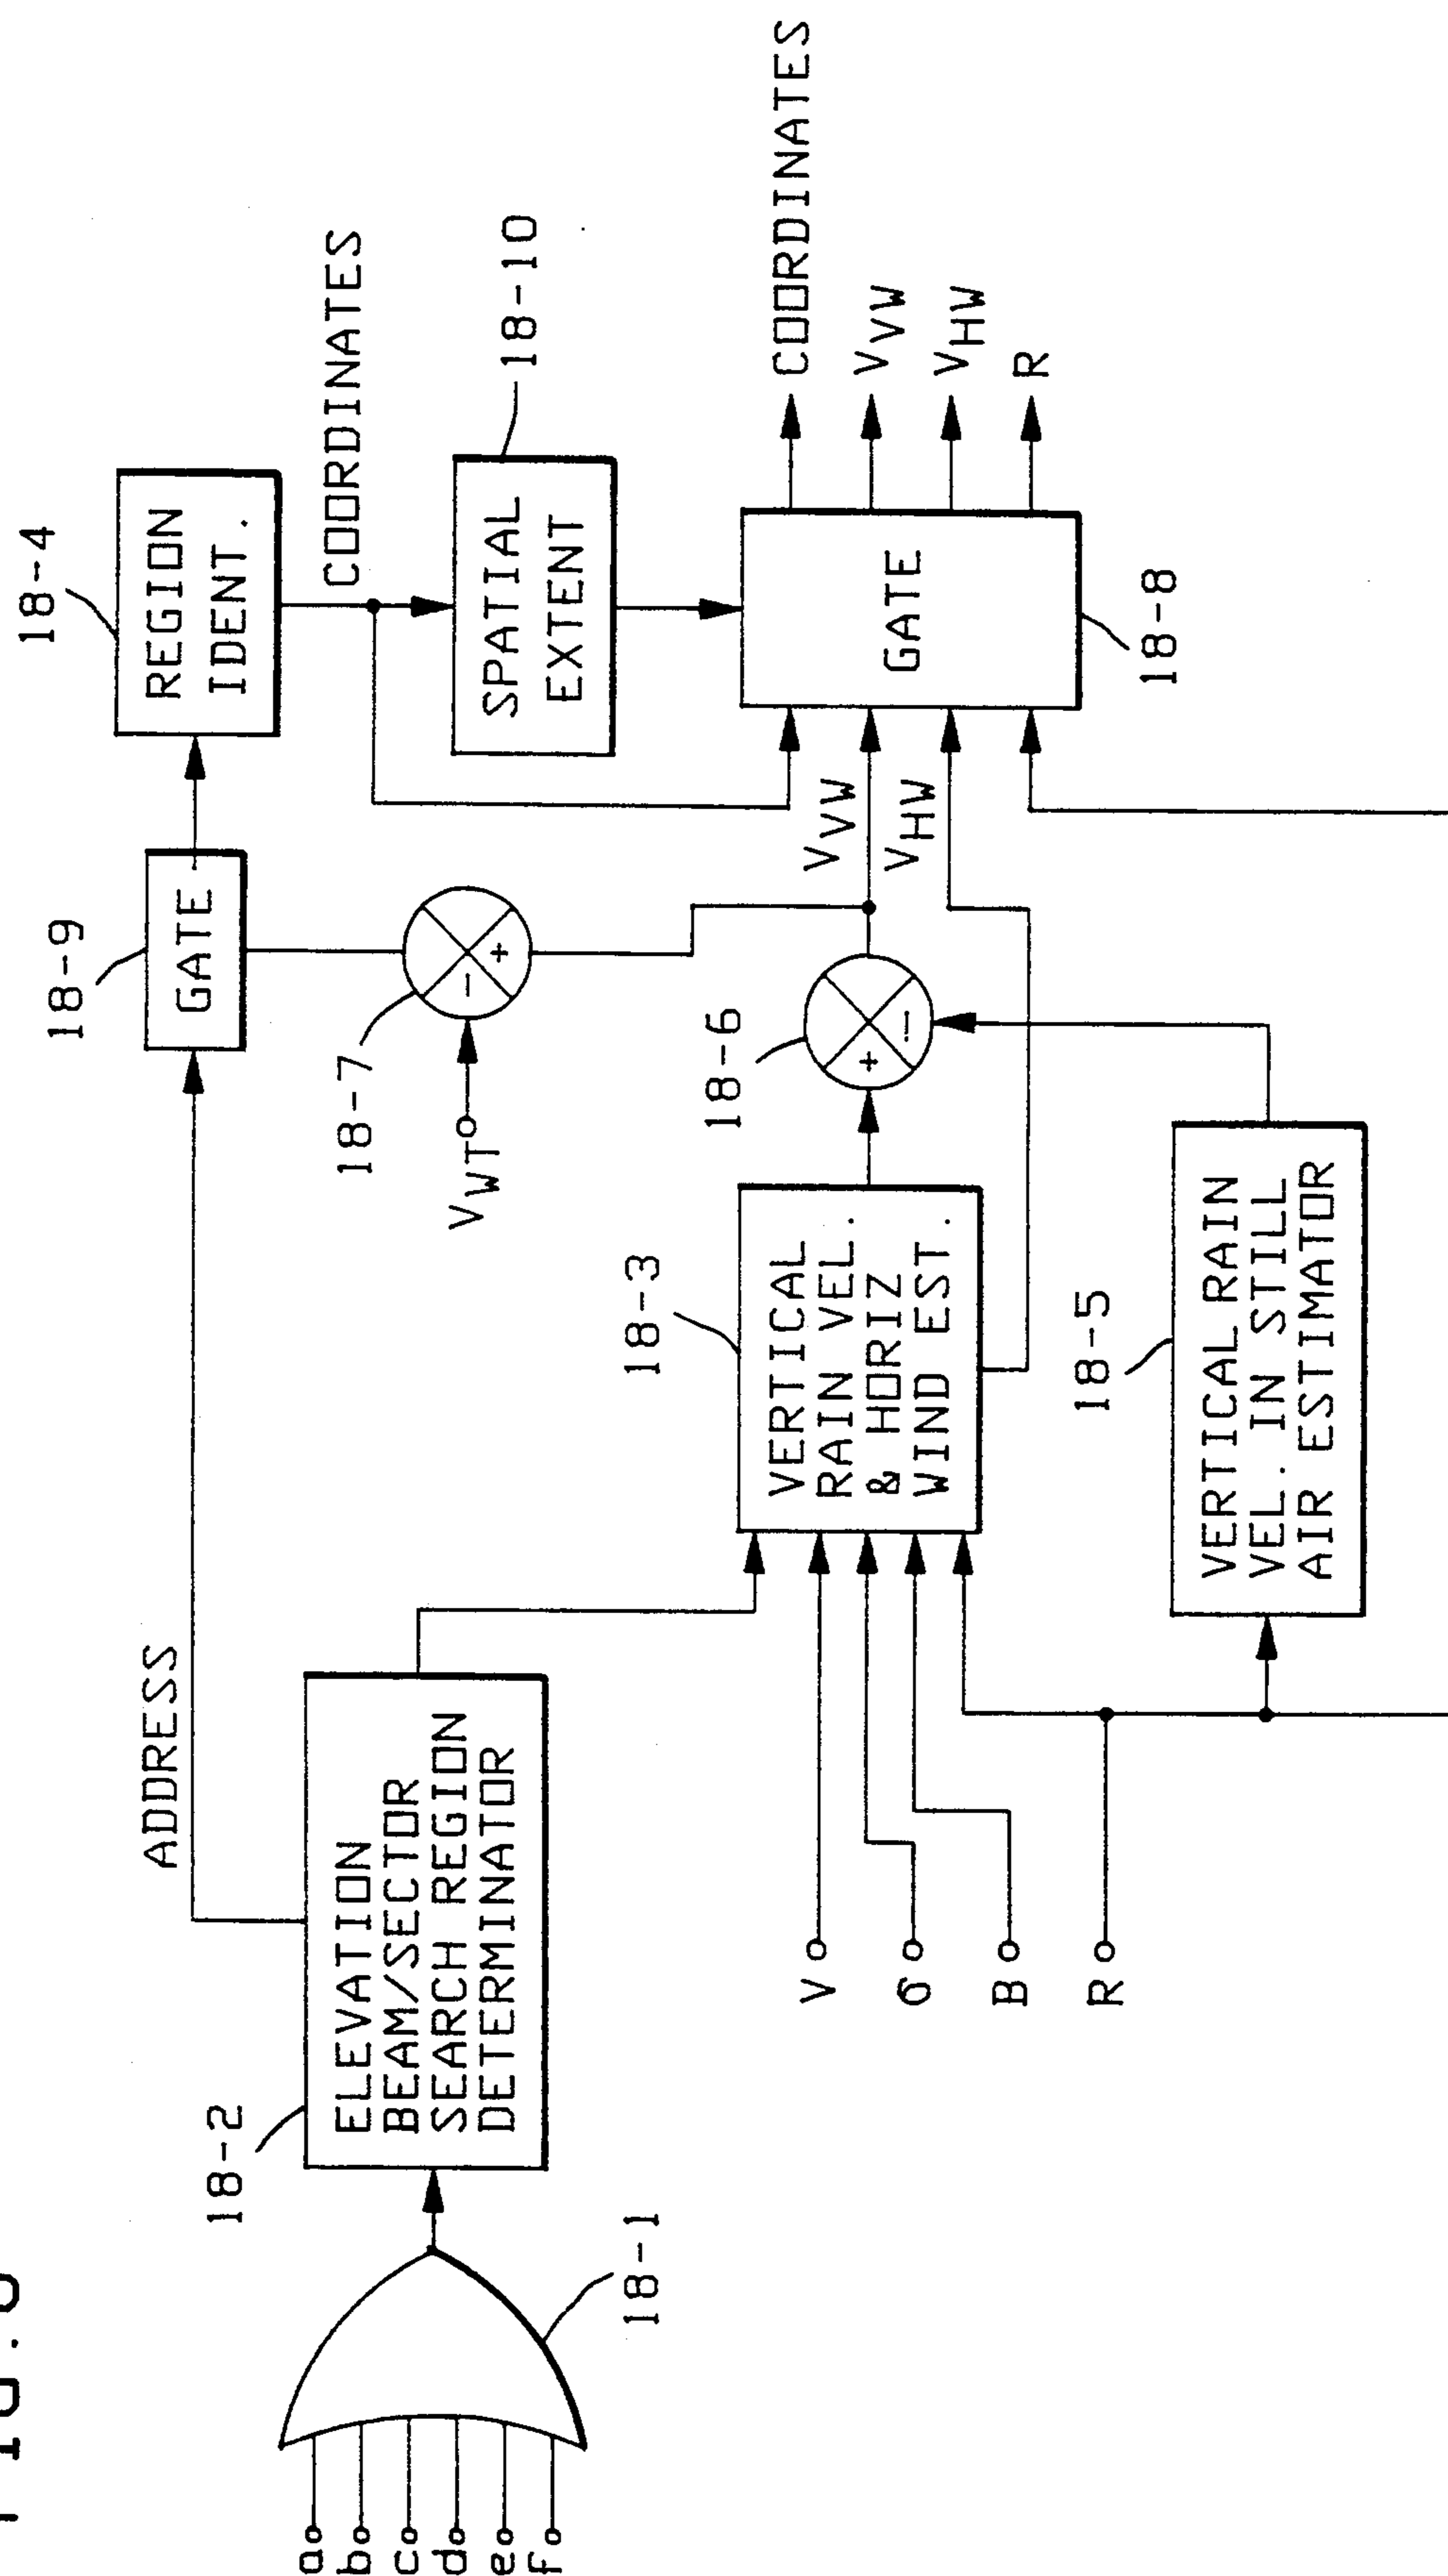 18-4
REGION
IDENT.
18-9
GATE
ADDRESS
COORDINATES
18-10
SPATIAL
EXTENT
18-7
-
+
VWT
18-2
ELEVATION
BEAM/SECTOR
SEARCH REGION
DETERMINATOR
a
b
c
d
e
f
18-1
18-3
VERTICAL
RAIN VEL.
& HORIZ
WIND EST.
18-6
+
-
VVW
VHW
GATE
18-8
COORDINATES
VVW
VHW
R
V
σ
B
R
18-5
VERTICAL RAIN
VEL. IN STILL
AIR ESTIMATOR